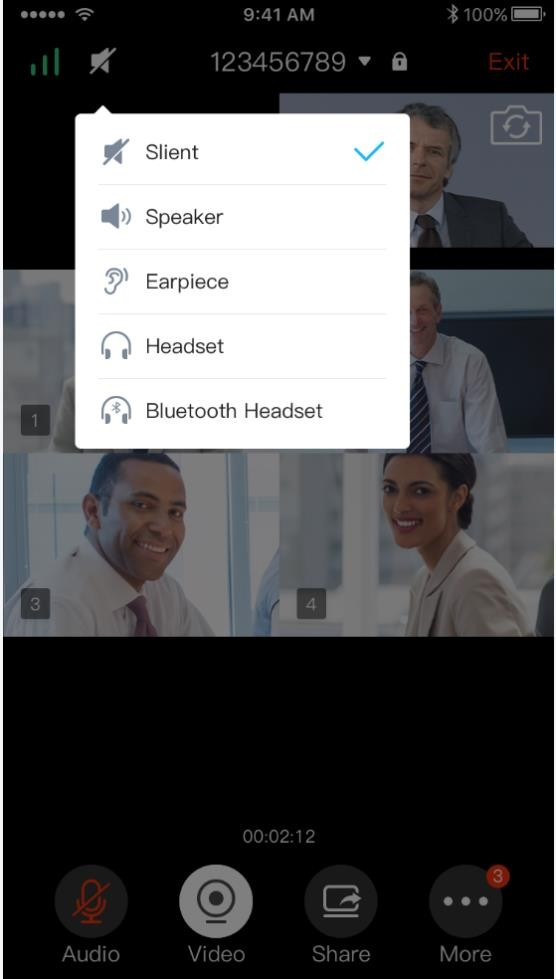 9:41 AM
100%
123456789
Exit
Slient
Speaker
Earpiece
Headset
Bluetooth Headset
1
3
4
00:02:12
3
Audio
Video
Share
More